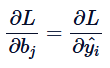 ∂L/∂b_j = ∂L/∂ŷ_i